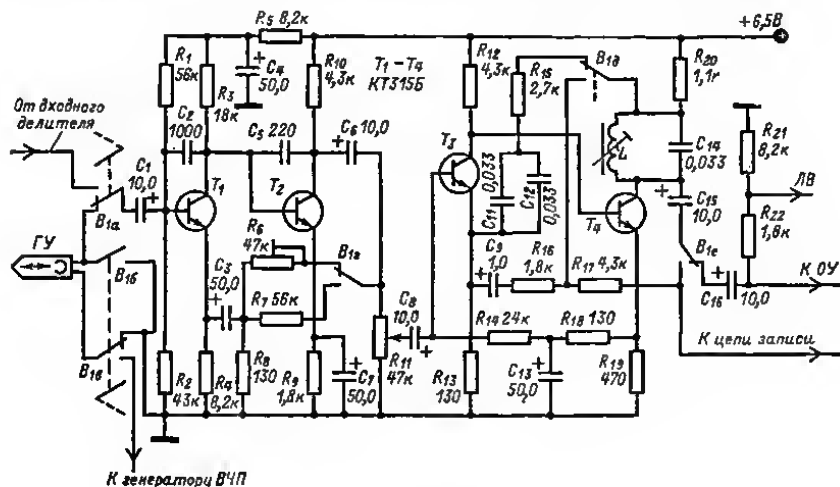 R5 8,2к
+6,5В
R1
56к
C2
1000
R3
18к
C4
50,0
R10
4,3к
T1 – T4
КТ315Б
R12
4,3к
R15
2,7к
B1д
R20
1,1г
От входного
делителя
C1
10,0
B1а
T1
C5 220
C6 10,0
T2
T3
0,033
C11
C12
0,033
L
C14
0,033
R21
8,2к
ЛВ
T4
C15
10,0
R22
1,8к
ГУ
B1б
R6
47к
C3
50,0
B1г
C9
1,0
R16
1,8к
R17 4,3к
B1е
C16
10,0
К ОУ
R7 56к
C8
10,0
R14 24к
R18 130
К цепи записи
B1в
R2
43к
R4
8,2к
R8
130
R9
1,8к
C7
50,0
R11
47к
R13
130
C13
50,0
R19
470
К генератору ВЧП